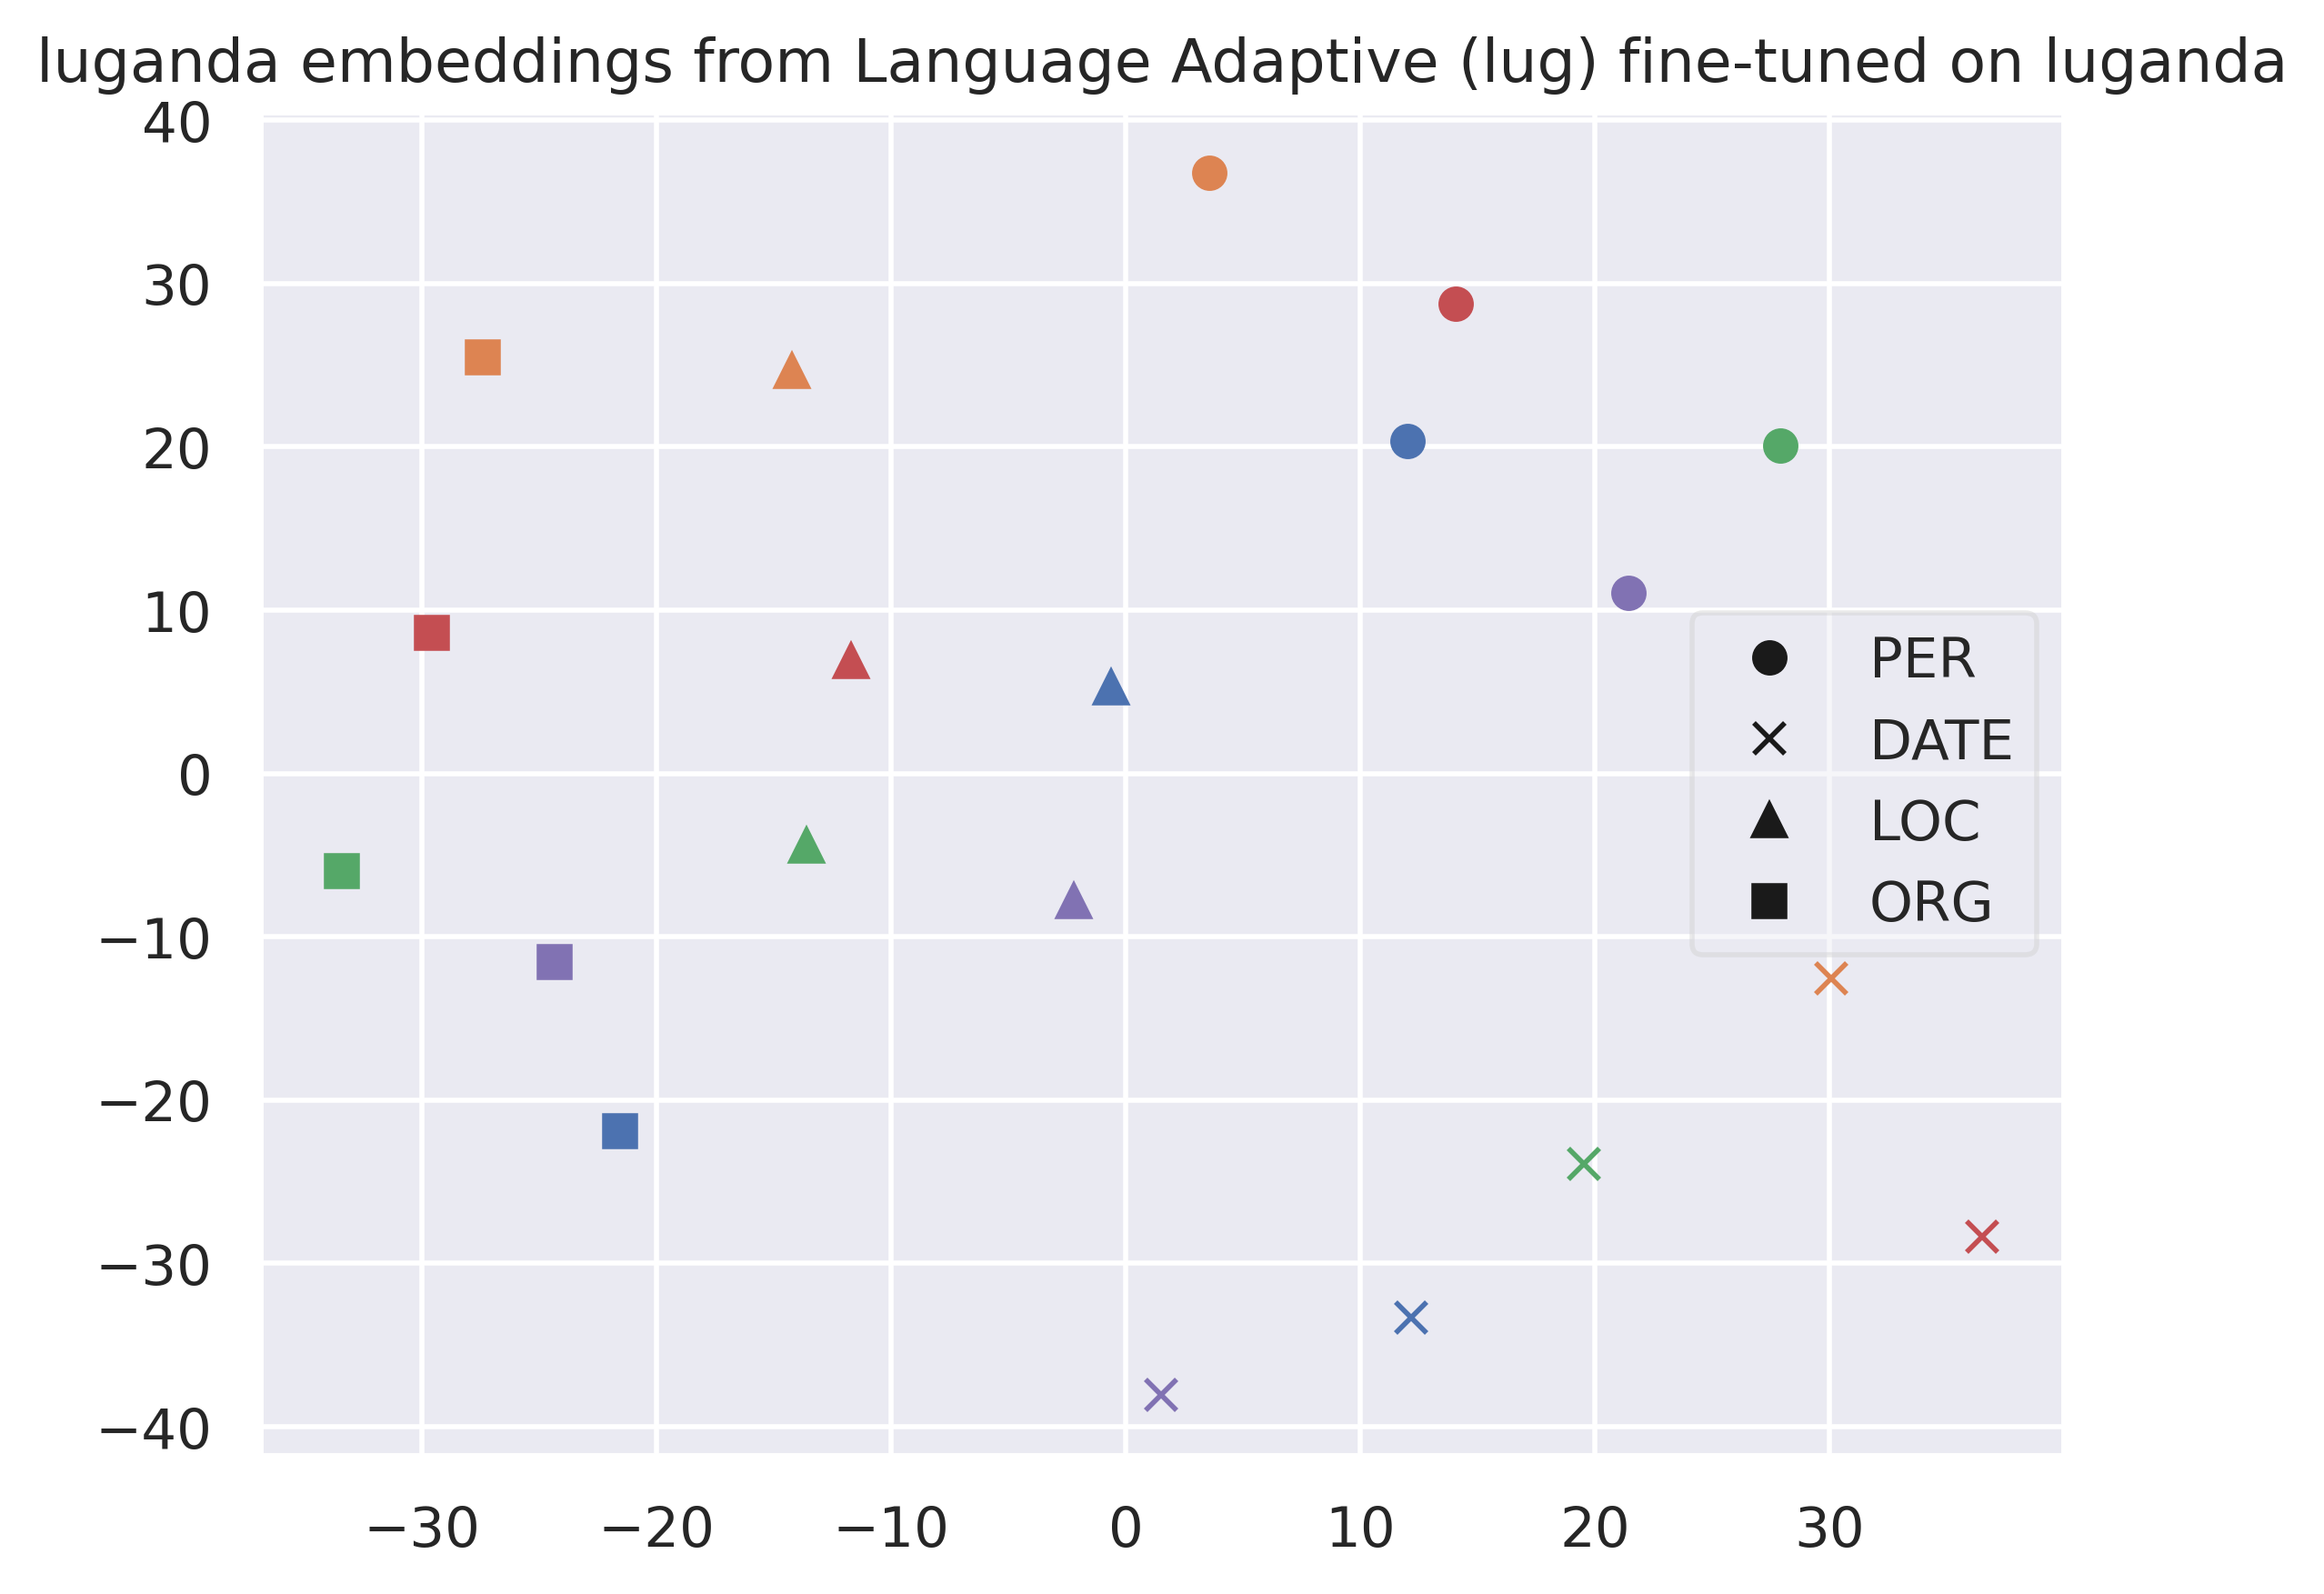 luganda embeddings from Language Adaptive (lug) fine-tuned on luganda
40
30
20
10
0
−10
−20
−30
−40
PER
DATE
LOC
ORG
−30 −20 −10 0 10 20 30